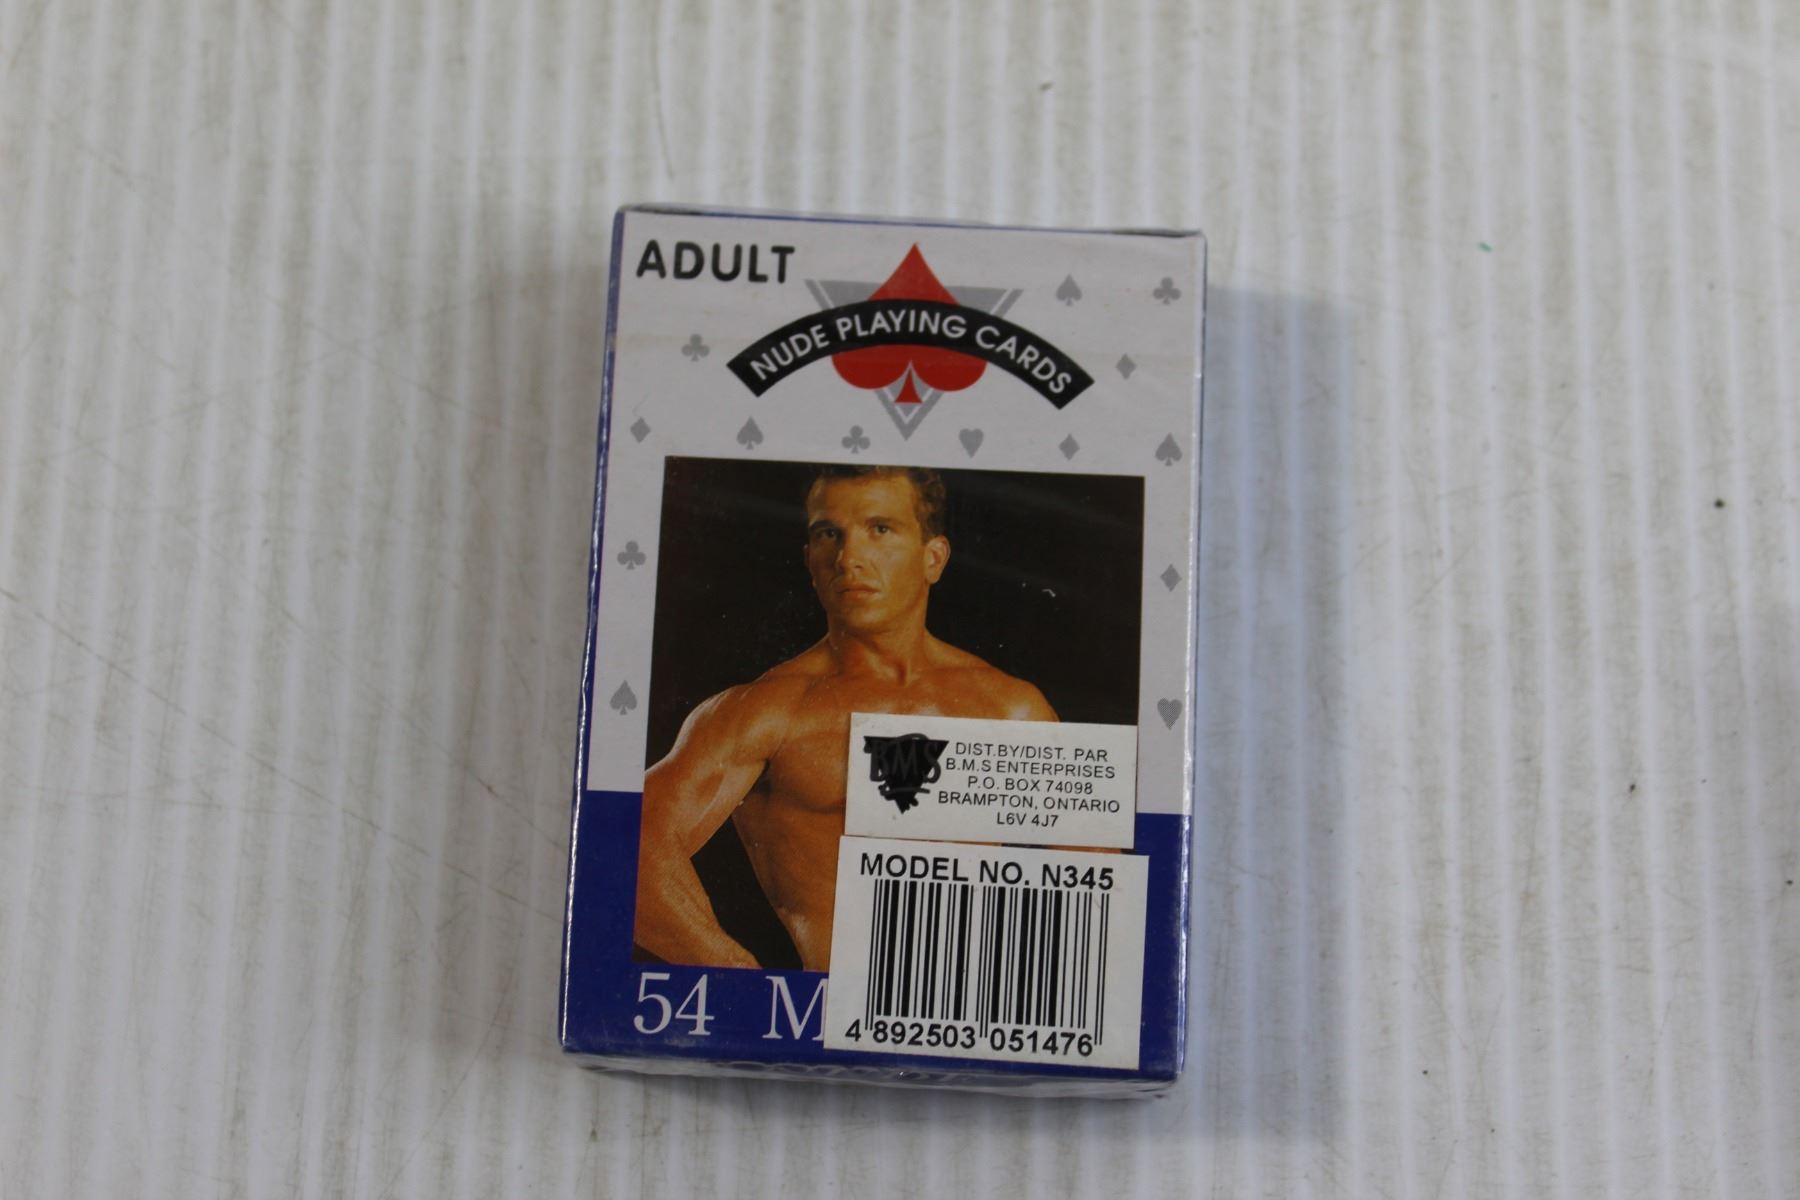 ADULT
NUDE PLAYING CARDS
BMS
DIST.BY/DIST. PAR
B.M.S ENTERPRISES
P.O. BOX 74098
BRAMPTON, ONTARIO
L6V 4J7
MODEL NO. N345
4 892503 051476
54 M